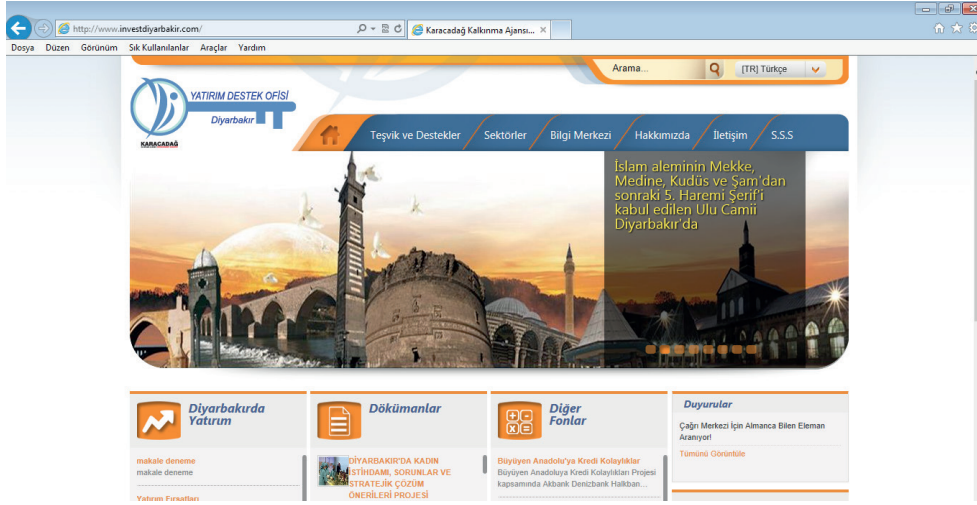 http://www.investdiyarbakir.com/
Karacadağ Kalkınma Ajansı...
Dosya Düzen Görünüm Sık Kullanılanlar Araçlar Yardım
Arama...
[TR] Türkçe
YATIRIM DESTEK OFİSİ
Diyarbakır
KARACADAĞ
Teşvik ve Destekler Sektörler Bilgi Merkezi Hakkımızda İletişim S.S.S
İslam aleminin Mekke,
Medine, Kudüs ve Şam'dan
sonraki 5. Haremi Şerif'i
kabul edilen Ulu Camii
Diyarbakır'da
Diyarbakırda
Yatırım
makale deneme
makale deneme
Yatırım Fırsatları
Dökümanlar
DİYARBAKIR'DA KADIN
İSTİHDAMI, SORUNLAR VE
STRATEJİK ÇÖZÜM
ÖNERİLERİ PROJESİ
Diğer
Fonlar
Büyüyen Anadolu'ya Kredi Kolaylıklar
Büyüyen Anadoluya Kredi Kolaylıkları Projesi
kapsamında Akbank Denizbank Halkban...
Duyurular
Çağrı Merkezi İçin Almanca Bilen Eleman
Aranıyor!
Tümünü Görüntüle